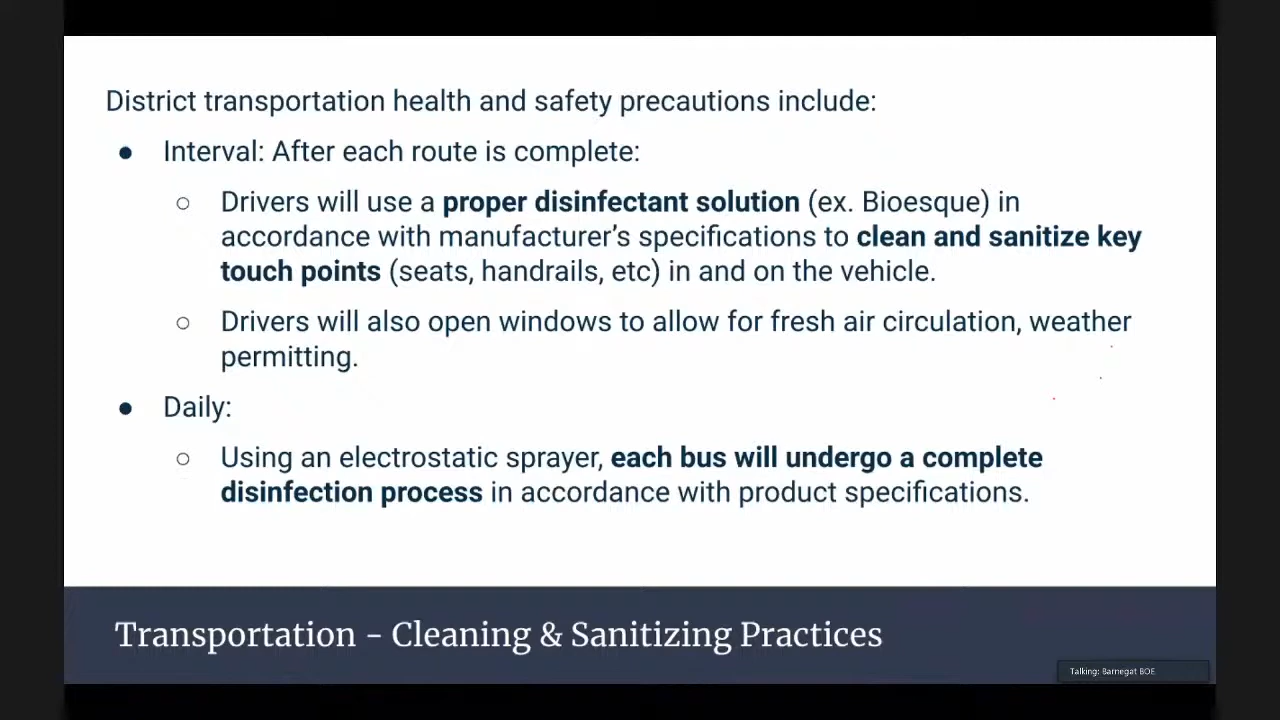 District transportation health and safety precautions include:
● Interval: After each route is complete:
○ Drivers will use a proper disinfectant solution (ex. Bioesque) in
accordance with manufacturer’s specifications to clean and sanitize key
touch points (seats, handrails, etc) in and on the vehicle.
○ Drivers will also open windows to allow for fresh air circulation, weather
permitting.
● Daily:
○ Using an electrostatic sprayer, each bus will undergo a complete
disinfection process in accordance with product specifications.
Transportation - Cleaning & Sanitizing Practices
Talking: Barnegat BOE